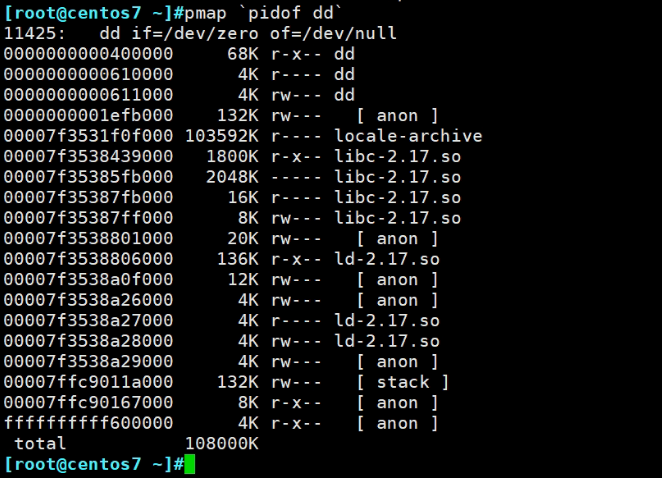 [root@centos7 ~]#pmap `pidof dd`
11425:   dd if=/dev/zero of=/dev/null
0000000000400000     68K r-x-- dd
0000000000610000      4K r---- dd
0000000000611000      4K rw--- dd
0000000001efb000    132K rw---   [ anon ]
00007f3531f0f000 103592K r---- locale-archive
00007f3538439000   1800K r-x-- libc-2.17.so
00007f35385fb000   2048K ----- libc-2.17.so
00007f35387fb000     16K r---- libc-2.17.so
00007f35387ff000      8K rw--- libc-2.17.so
00007f3538801000     20K rw---   [ anon ]
00007f3538806000    136K r-x-- ld-2.17.so
00007f3538a0f000     12K rw---   [ anon ]
00007f3538a26000      4K rw---   [ anon ]
00007f3538a27000      4K r---- ld-2.17.so
00007f3538a28000      4K rw--- ld-2.17.so
00007f3538a29000      4K rw---   [ anon ]
00007ffc9011a000    132K rw---   [ stack ]
00007ffc90167000      8K r-x--   [ anon ]
ffffffffff600000      4K r-x--   [ anon ]
 total           108000K
[root@centos7 ~]#